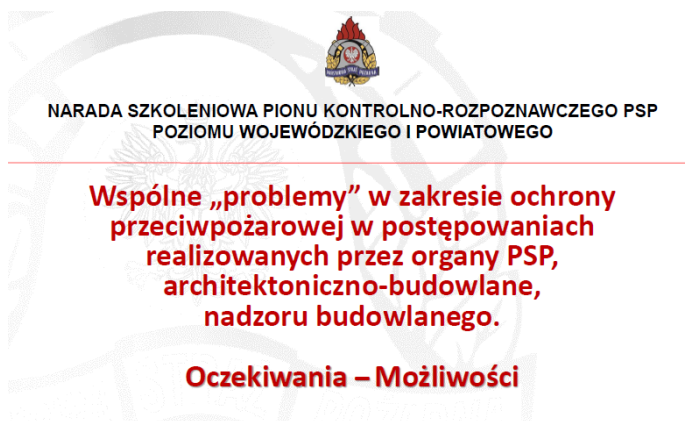 NARADA SZKOLENIOWA PIONU KONTROLNO-ROZPOZNAWCZEGO PSP
POZIOMU WOJEWÓDZKIEGO I POWIATOWEGO
Wspólne „problemy” w zakresie ochrony
przeciwpożarowej w postępowaniach
realizowanych przez organy PSP,
architektoniczno-budowlane,
nadzoru budowlanego.
Oczekiwania – Możliwości